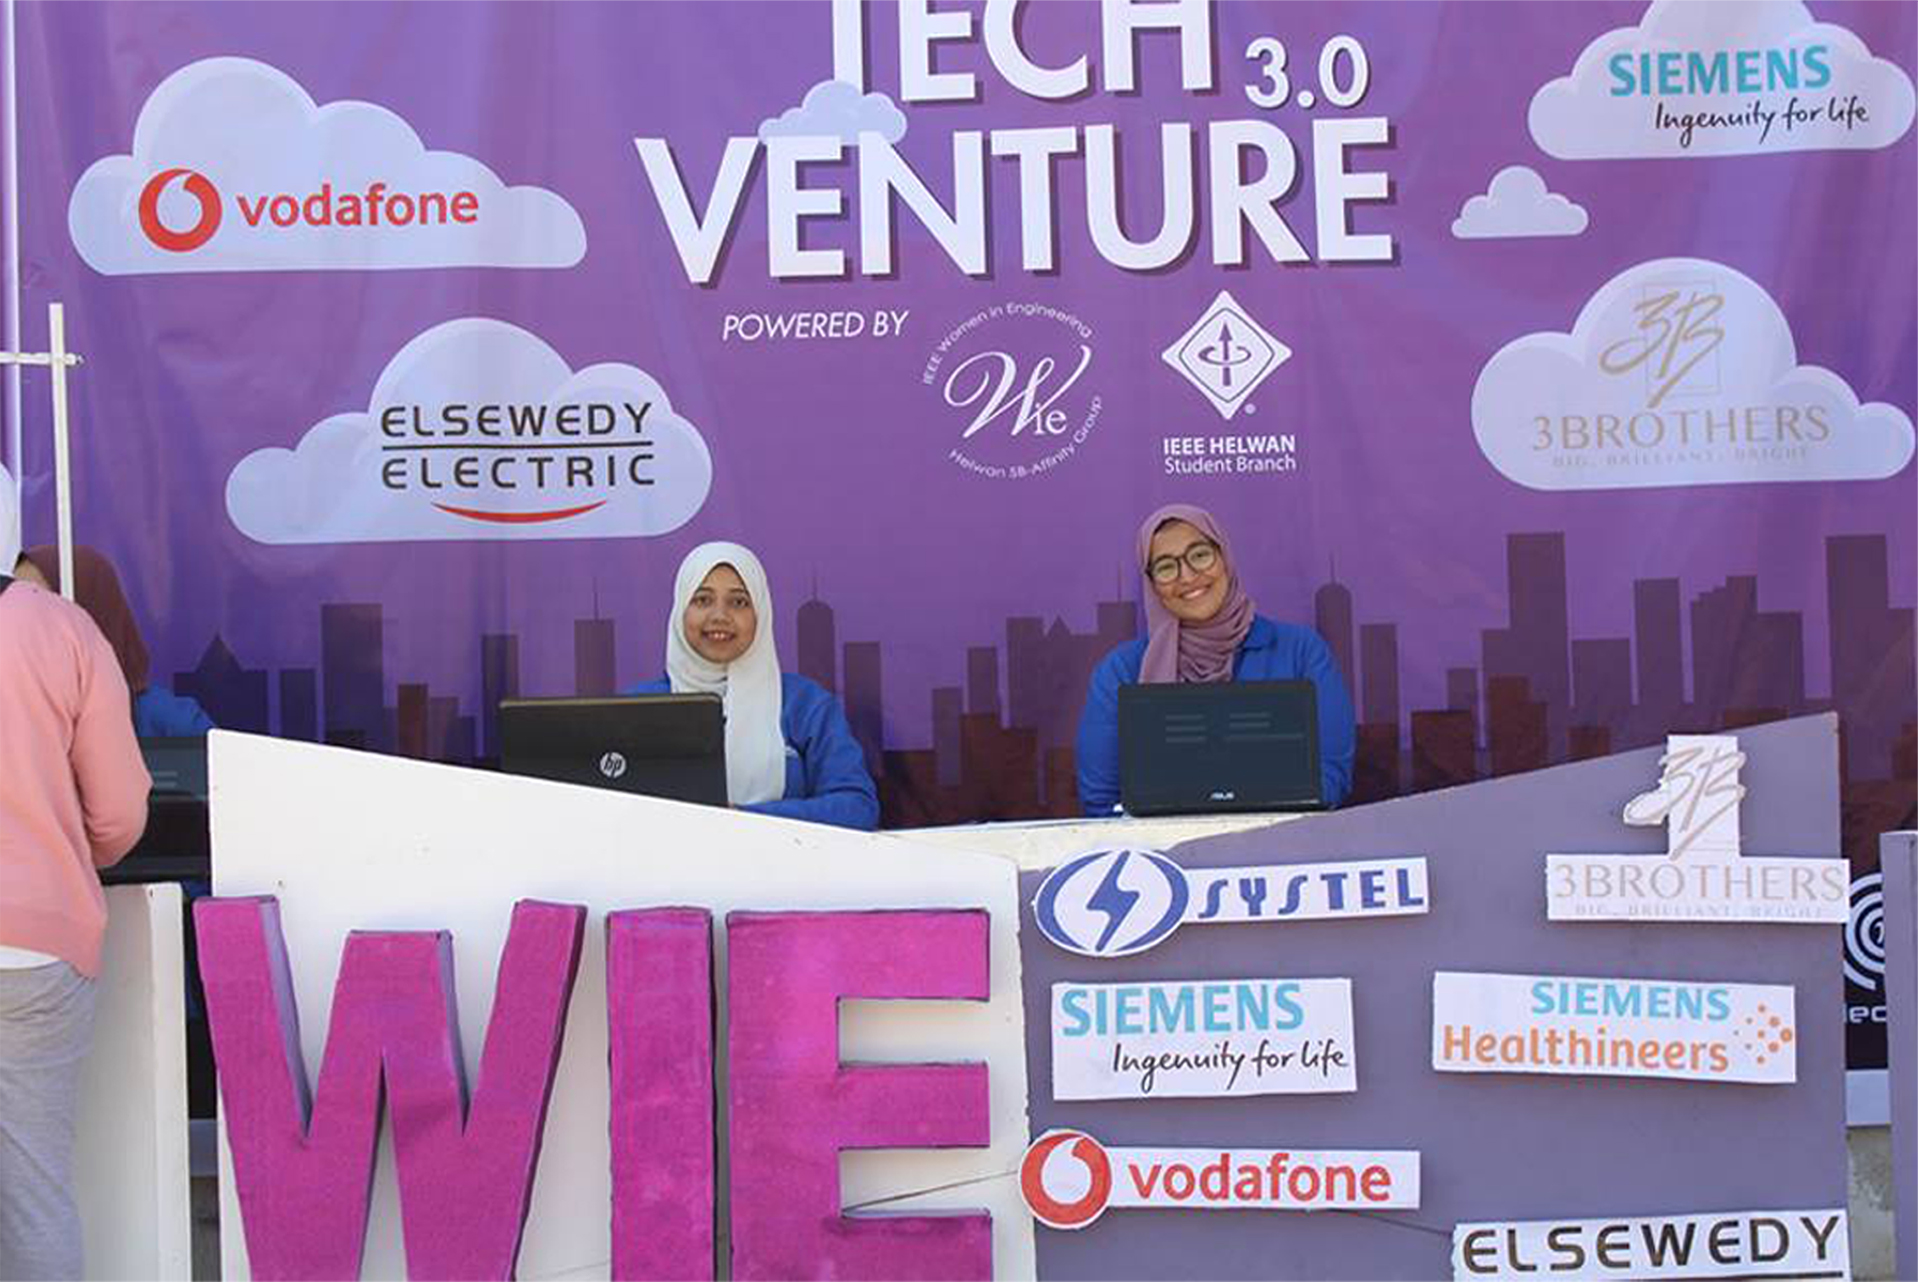 TECH 3.0
VENTURE
SIEMENS
Ingenuity for life
vodafone
POWERED BY
IEEE Women in Engineering
Wie
Helwan SB-Affinity Group
IEEE HELWAN
Student Branch
ELSEWEDY
ELECTRIC
3B
3BROTHERS
BIG. BRILLIANT. BRIGHT
hp
ASUS
WIE
SYSTEL
3B
3BROTHERS
BIG. BRILLIANT. BRIGHT
SIEMENS
Ingenuity for life
SIEMENS
Healthineers
vodafone
ELSEWEDY